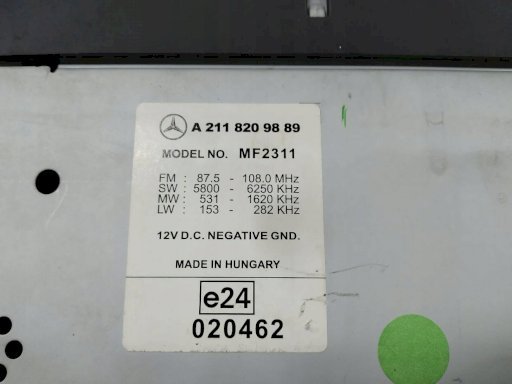 A 211 820 98 89
MODEL NO. MF2311
FM : 87.5 - 108.0 MHz
SW : 5800 - 6250 KHz
MW : 531 - 1620 KHz
LW : 153 - 282 KHz
12V D.C. NEGATIVE GND.
MADE IN HUNGARY
e24
020462